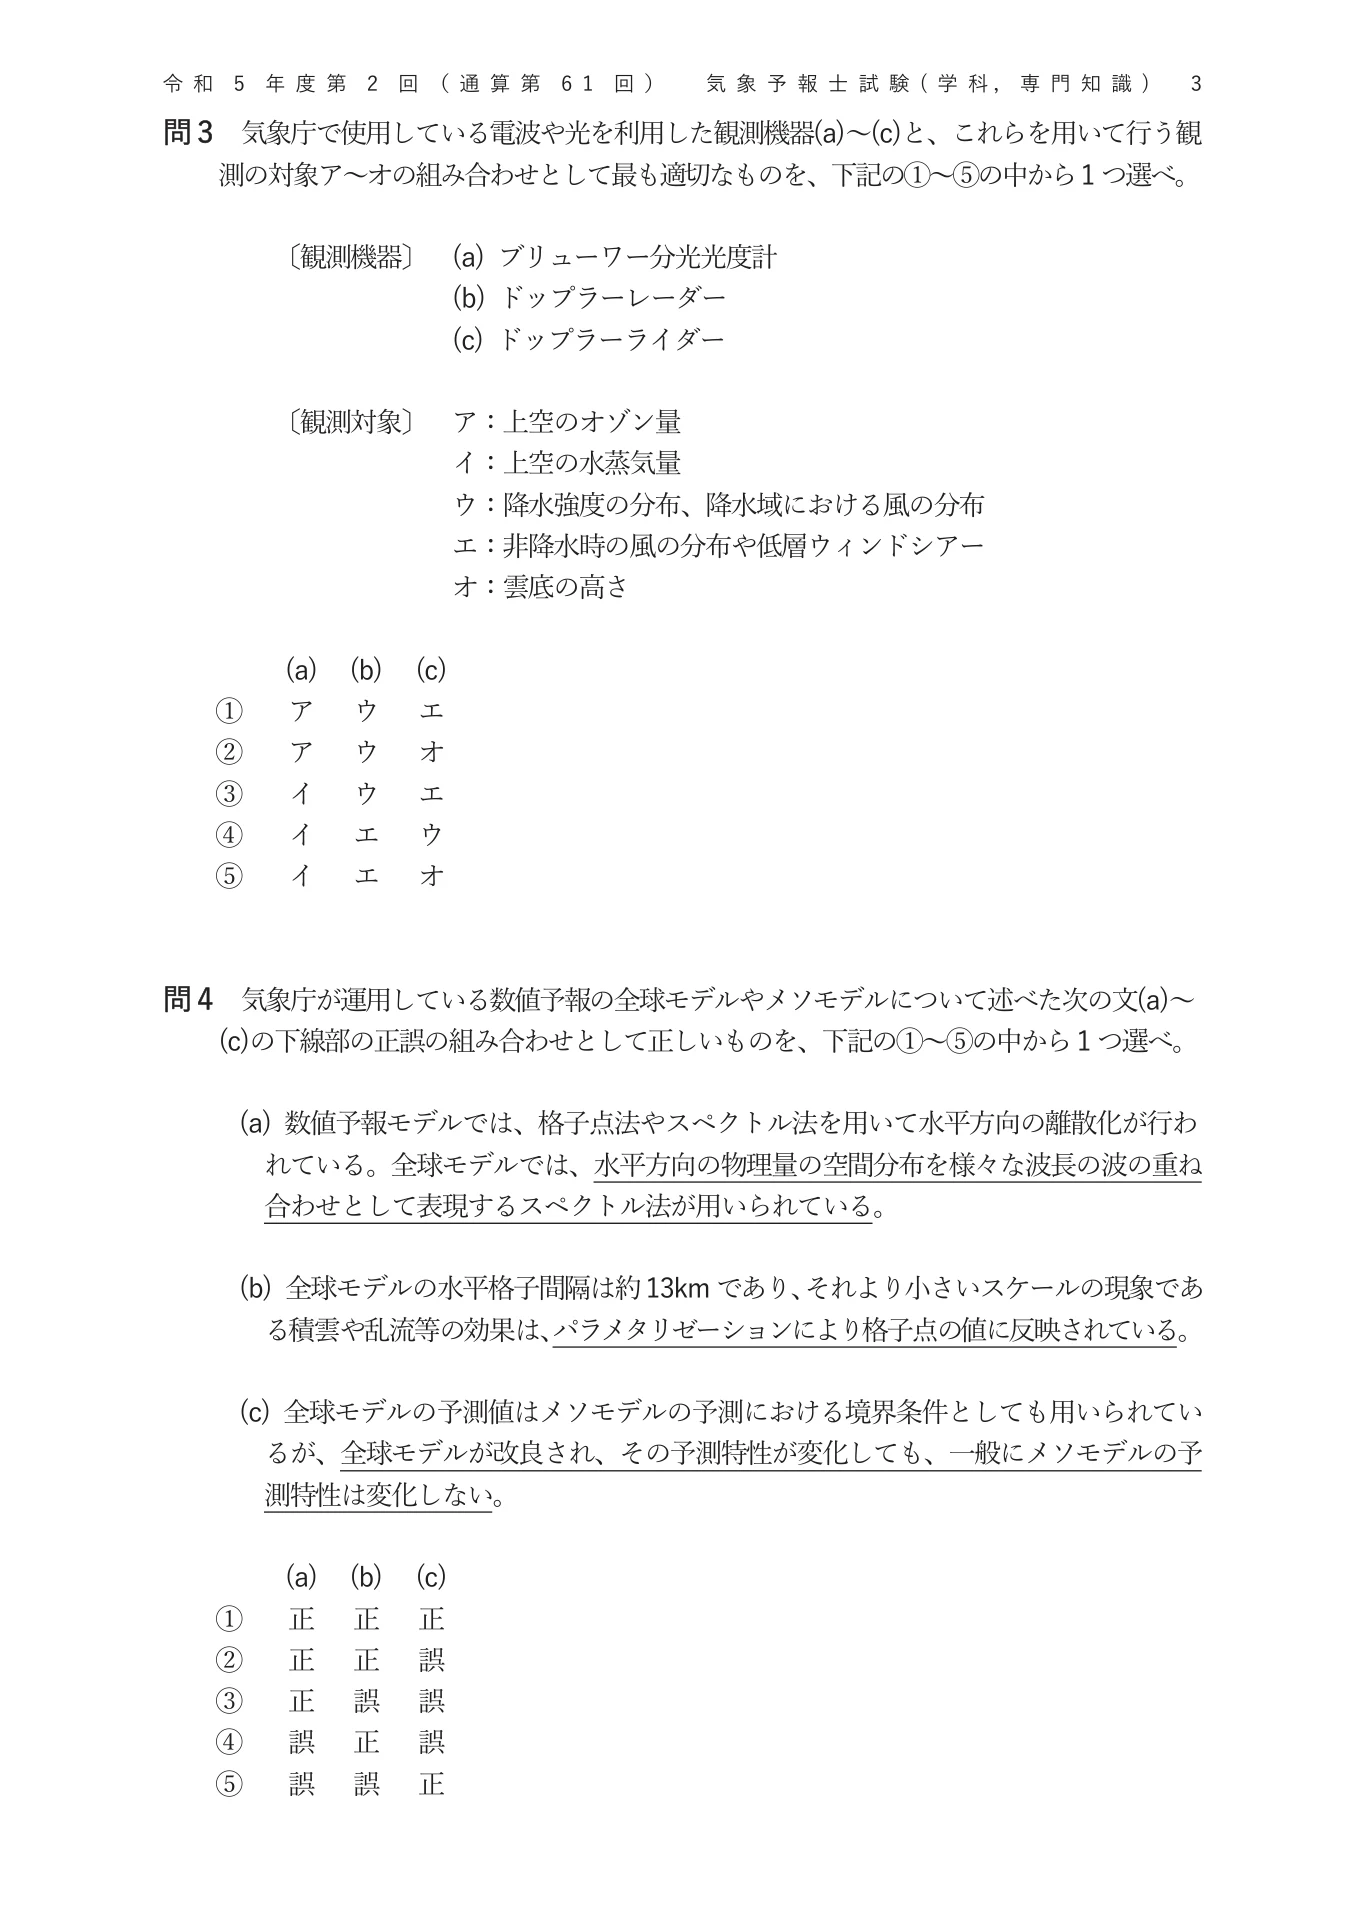 令和5年度第2回（通算第61回） 気象予報士試験(学科, 専門知識) 3
問3 気象庁で使用している電波や光を利用した観測機器(a)～(c)と、これらを用いて行う観
測の対象ア～オの組み合わせとして最も適切なものを、下記の①～⑤の中から1つ選べ。
〔観測機器〕 (a) ブリューワー分光光度計
(b) ドップラーレーダー
(c) ドップラーライダー
〔観測対象〕 ア：上空のオゾン量
イ：上空の水蒸気量
ウ：降水強度の分布、降水域における風の分布
エ：非降水時の風の分布や低層ウィンドシアー
オ：雲底の高さ
(a) (b) (c)
① ア ウ エ
② ア ウ オ
③ イ ウ エ
④ イ エ ウ
⑤ イ エ オ
問4 気象庁が運用している数値予報の全球モデルやメソモデルについて述べた次の文(a)～
(c)の下線部の正誤の組み合わせとして正しいものを、下記の①～⑤の中から1つ選べ。
(a) 数値予報モデルでは、格子点法やスペクトル法を用いて水平方向の離散化が行わ
れている。全球モデルでは、水平方向の物理量の空間分布を様々な波長の波の重ね
合わせとして表現するスペクトル法が用いられている。
(b) 全球モデルの水平格子間隔は約13kmであり、それより小さいスケールの現象であ
る積雲や乱流等の効果は、パラメタリゼーションにより格子点の値に反映されている。
(c) 全球モデルの予測値はメソモデルの予測における境界条件としても用いられてい
るが、全球モデルが改良され、その予測特性が変化しても、一般にメソモデルの予
測特性は変化しない。
(a) (b) (c)
① 正 正 正
② 正 正 誤
③ 正 誤 誤
④ 誤 正 誤
⑤ 誤 誤 正